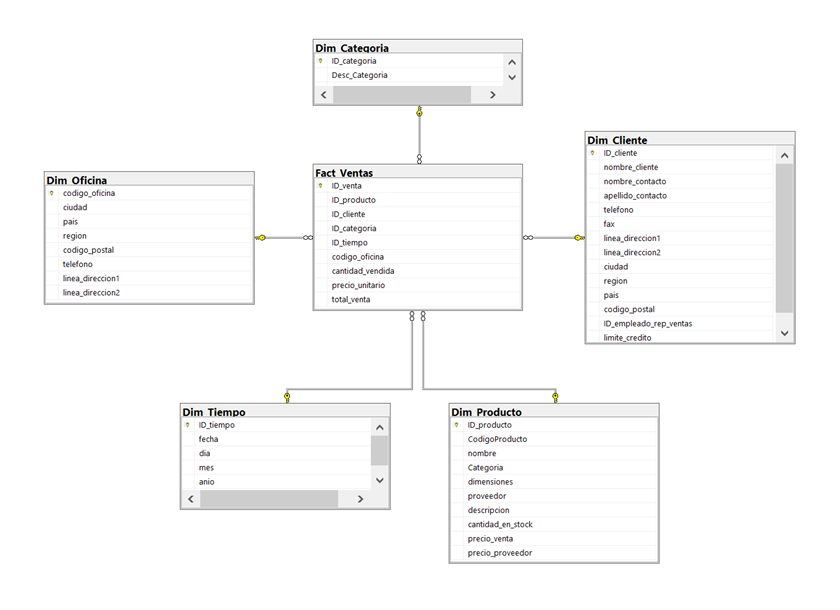 Dim_Categoria
ID_categoria
Desc_Categoria
Dim_Cliente
ID_cliente
nombre_cliente
nombre_contacto
apellido_contacto
telefono
fax
linea_direccion1
linea_direccion2
ciudad
region
pais
codigo_postal
ID_empleado_rep_ventas
limite_credito
Fact_Ventas
ID_venta
ID_producto
ID_cliente
ID_categoria
ID_tiempo
codigo_oficina
cantidad_vendida
precio_unitario
total_venta
Dim_Oficina
codigo_oficina
ciudad
pais
region
codigo_postal
telefono
linea_direccion1
linea_direccion2
Dim_Tiempo
ID_tiempo
fecha
dia
mes
anio
Dim_Producto
ID_producto
CodigoProducto
nombre
Categoria
dimensiones
proveedor
descripcion
cantidad_en_stock
precio_venta
precio_proveedor